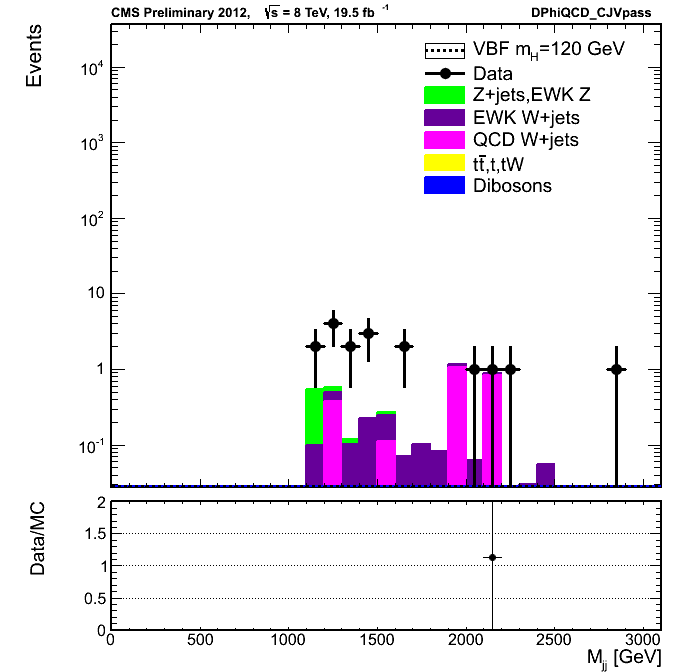 CMS Preliminary 2012, √s = 8 TeV, 19.5 fb⁻¹ DPhiQCD_CJVpass
Events
10⁴
10³
10²
10
1
10⁻¹
VBF m_H=120 GeV
Data
Z+jets,EWK Z
EWK W+jets
QCD W+jets
tt̄,t,tW
Dibosons
Data/MC
2
1.5
1
0.5
0
0 500 1000 1500 2000 2500 3000
M_jj [GeV]